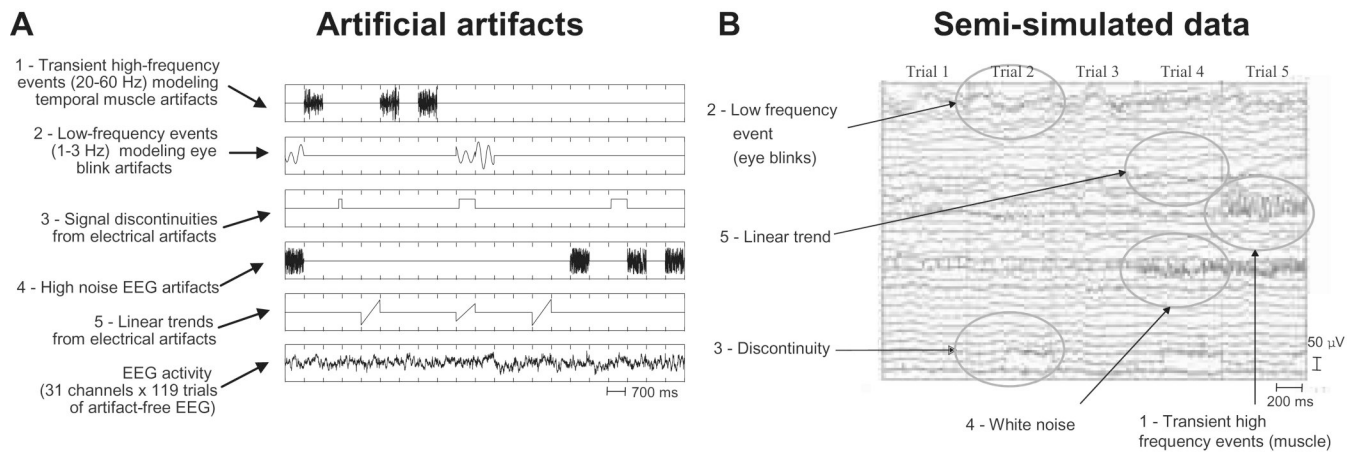 A
Artificial artifacts
1 - Transient high-frequency
events (20-60 Hz) modeling
temporal muscle artifacts
2 - Low-frequency events
(1-3 Hz) modeling eye
blink artifacts
3 - Signal discontinuities
from electrical artifacts
4 - High noise EEG artifacts
5 - Linear trends
from electrical artifacts
EEG activity
(31 channels x 119 trials
of artifact-free EEG)
700 ms
B
Semi-simulated data
Trial 1 Trial 2 Trial 3 Trial 4 Trial 5
2 - Low frequency
event
(eye blinks)
5 - Linear trend
3 - Discontinuity
50 μV
200 ms
4 - White noise
1 - Transient high
frequency events (muscle)